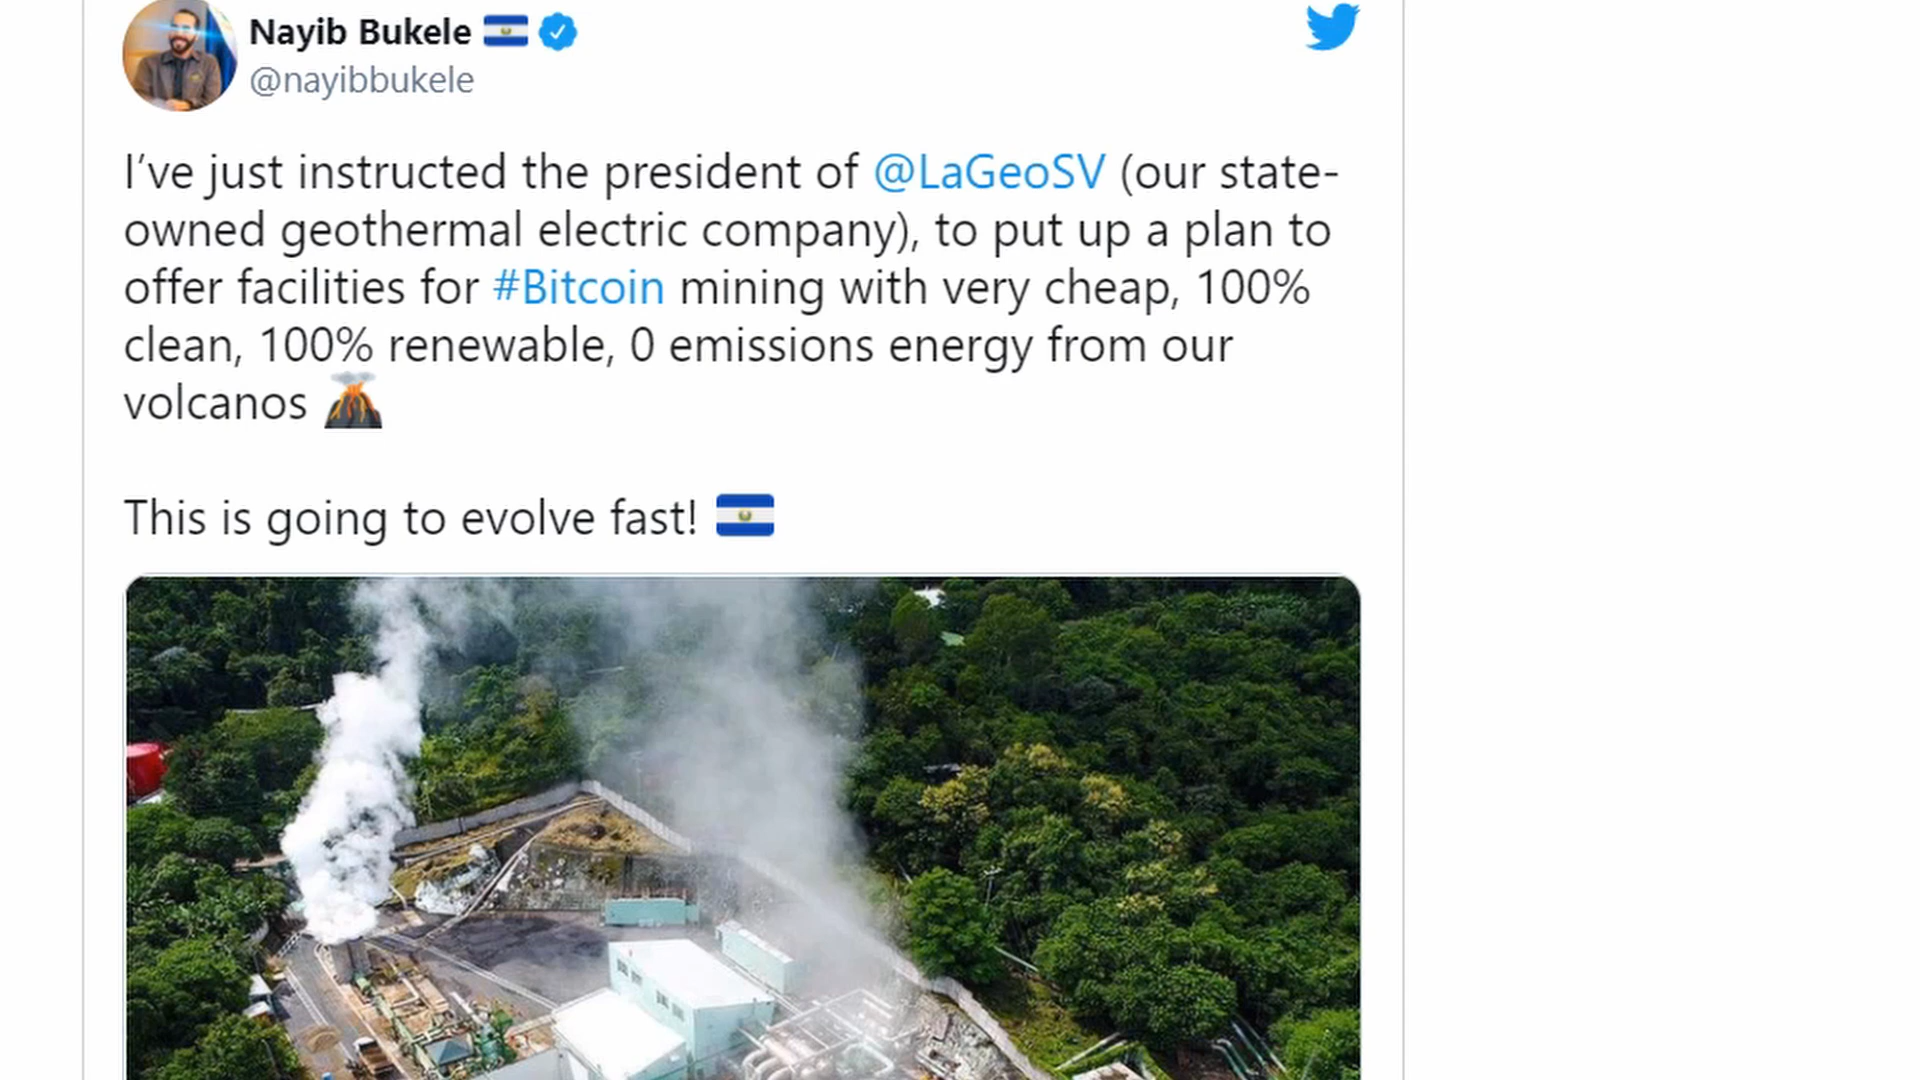 Nayib Bukele
@nayibbukele
I’ve just instructed the president of @LaGeoSV (our state-
owned geothermal electric company), to put up a plan to
offer facilities for #Bitcoin mining with very cheap, 100%
clean, 100% renewable, 0 emissions energy from our
volcanos 🌋
This is going to evolve fast! 🇸🇻